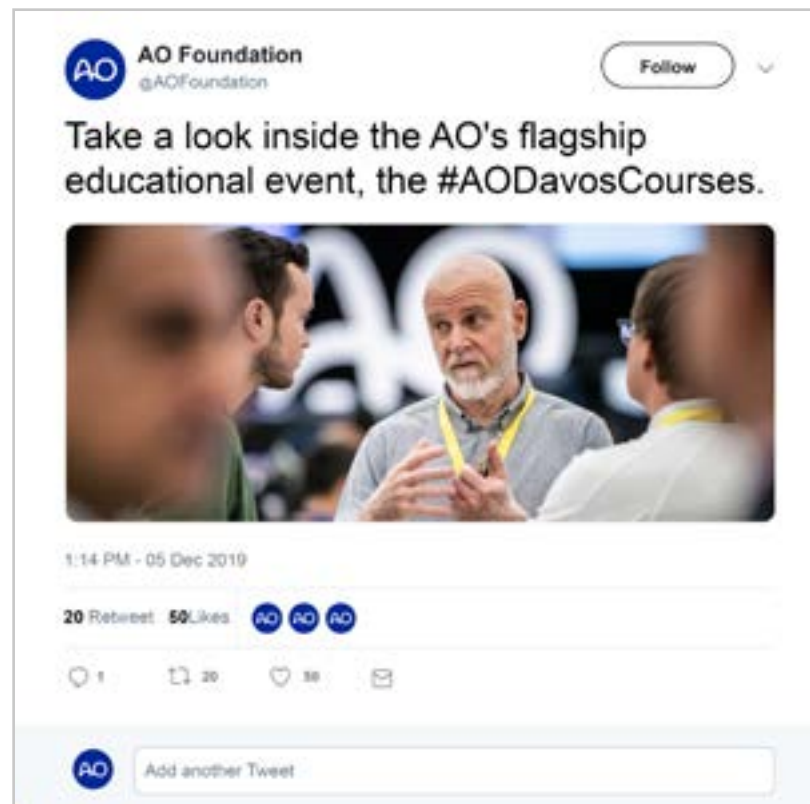 AO
AO Foundation
@AOFoundation
Follow
Take a look inside the AO's flagship
educational event, the #AODavosCourses.
AO
1:14 PM - 05 Dec 2019
20 Retweet 50Likes AO AO AO
1 20 50
AO Add another Tweet